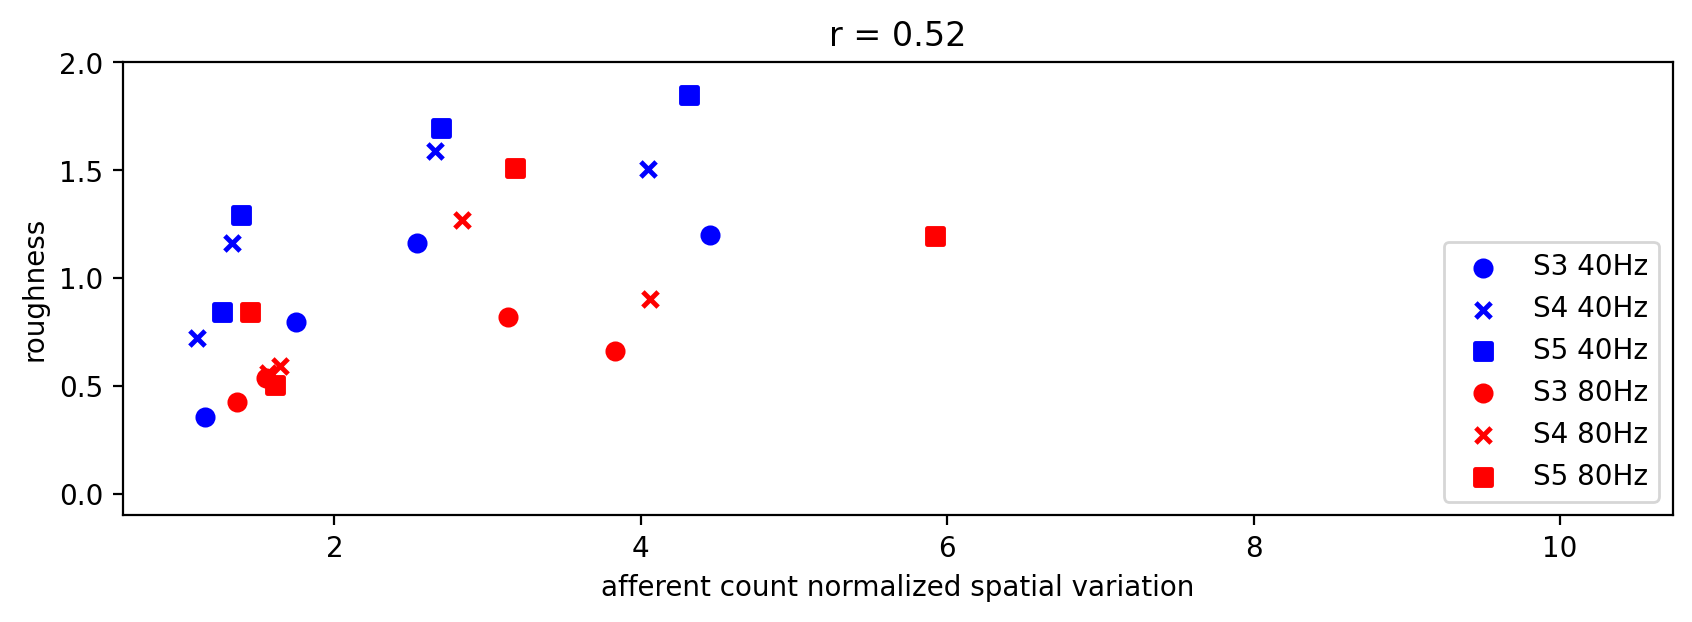 r = 0.52
2.0
1.5
1.0
0.5
0.0
roughness
2 4 6 8 10
afferent count normalized spatial variation
S3 40Hz
S4 40Hz
S5 40Hz
S3 80Hz
S4 80Hz
S5 80Hz